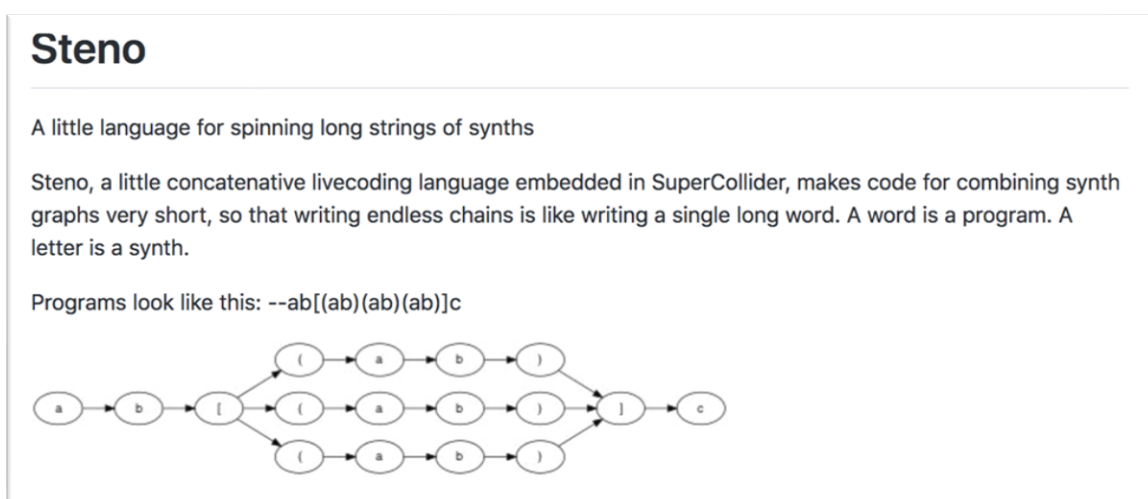 Steno
A little language for spinning long strings of synths
Steno, a little concatenative livecoding language embedded in SuperCollider, makes code for combining synth
graphs very short, so that writing endless chains is like writing a single long word. A word is a program. A
letter is a synth.
Programs look like this: --ab[(ab)(ab)(ab)]c
( a b )
a b [ ( a b ) ] c
( a b )